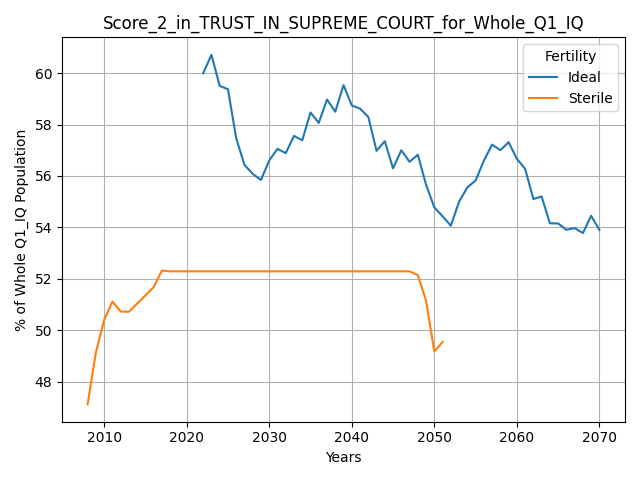 Score_2_in_TRUST_IN_SUPREME_COURT_for_Whole_Q1_IQ
Fertility
Ideal
Sterile
60
58
56
54
52
50
48
% of Whole Q1_IQ Population
2010 2020 2030 2040 2050 2060 2070
Years